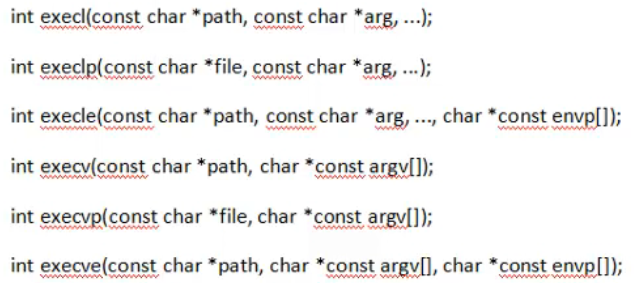 int execl(const char *path, const char *arg, ...);
int execlp(const char *file, const char *arg, ...);
int execle(const char *path, const char *arg, ..., char *const envp[]);
int execv(const char *path, char *const argv[]);
int execvp(const char *file, char *const argv[]);
int execve(const char *path, char *const argv[], char *const envp[]);